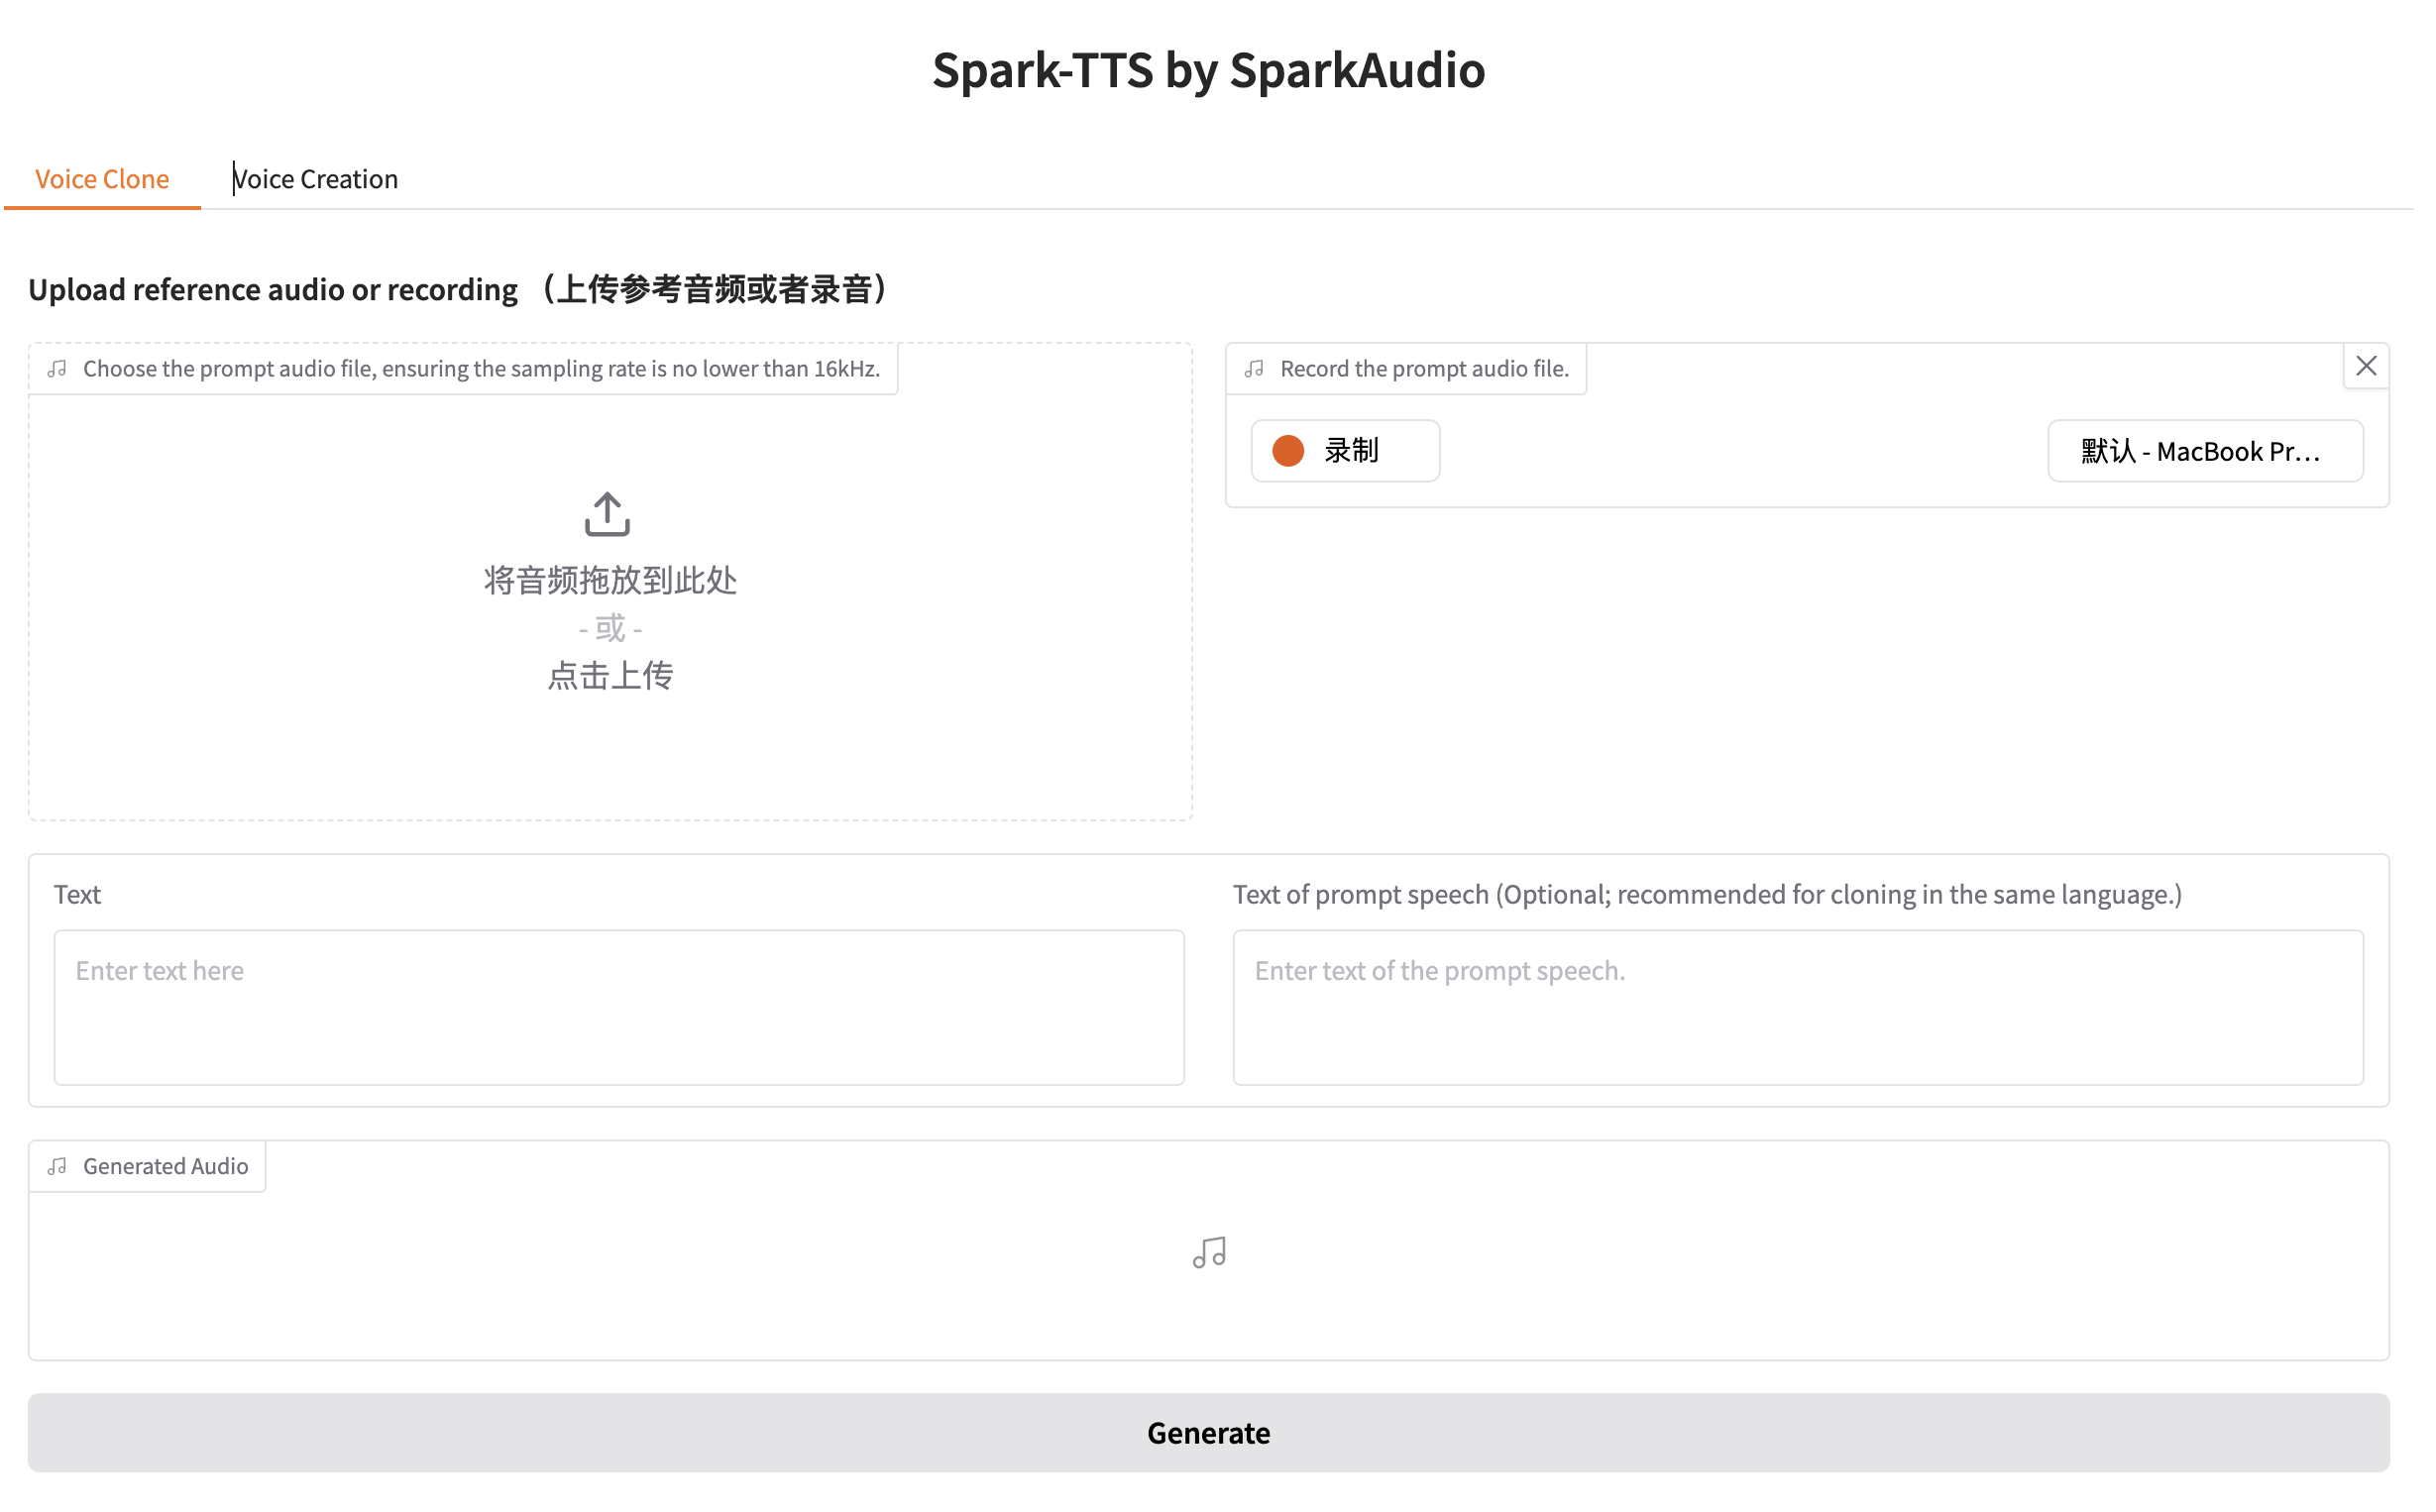 Spark-TTS by SparkAudio
Voice Clone
Voice Creation
Upload reference audio or recording （上传参考音频或者录音）
Choose the prompt audio file, ensuring the sampling rate is no lower than 16kHz.
将音频拖放到此处
- 或 -
点击上传
Record the prompt audio file.
录制
默认 - MacBook Pr…
Text
Enter text here
Text of prompt speech (Optional; recommended for cloning in the same language.)
Enter text of the prompt speech.
Generated Audio
Generate